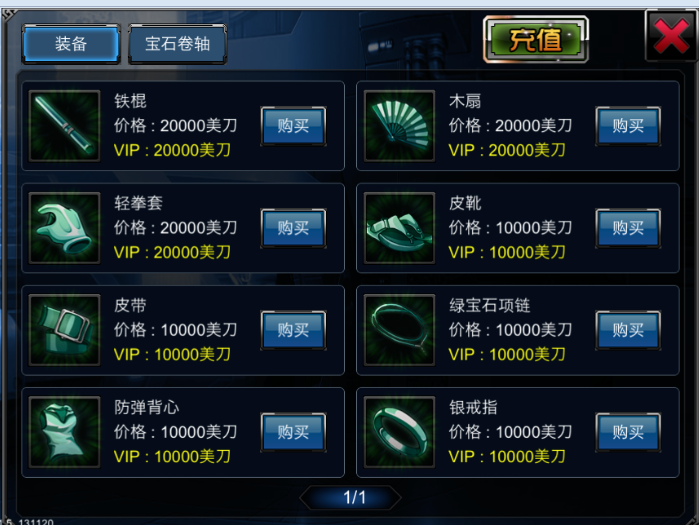 装备
宝石卷轴
充值
铁棍
价格：20000美刀
VIP：20000美刀
购买
木扇
价格：20000美刀
VIP：20000美刀
购买
轻拳套
价格：20000美刀
VIP：20000美刀
购买
皮靴
价格：10000美刀
VIP：10000美刀
购买
皮带
价格：10000美刀
VIP：10000美刀
购买
绿宝石项链
价格：10000美刀
VIP：10000美刀
购买
防弹背心
价格：10000美刀
VIP：10000美刀
购买
银戒指
价格：10000美刀
VIP：10000美刀
购买
1/1
131120